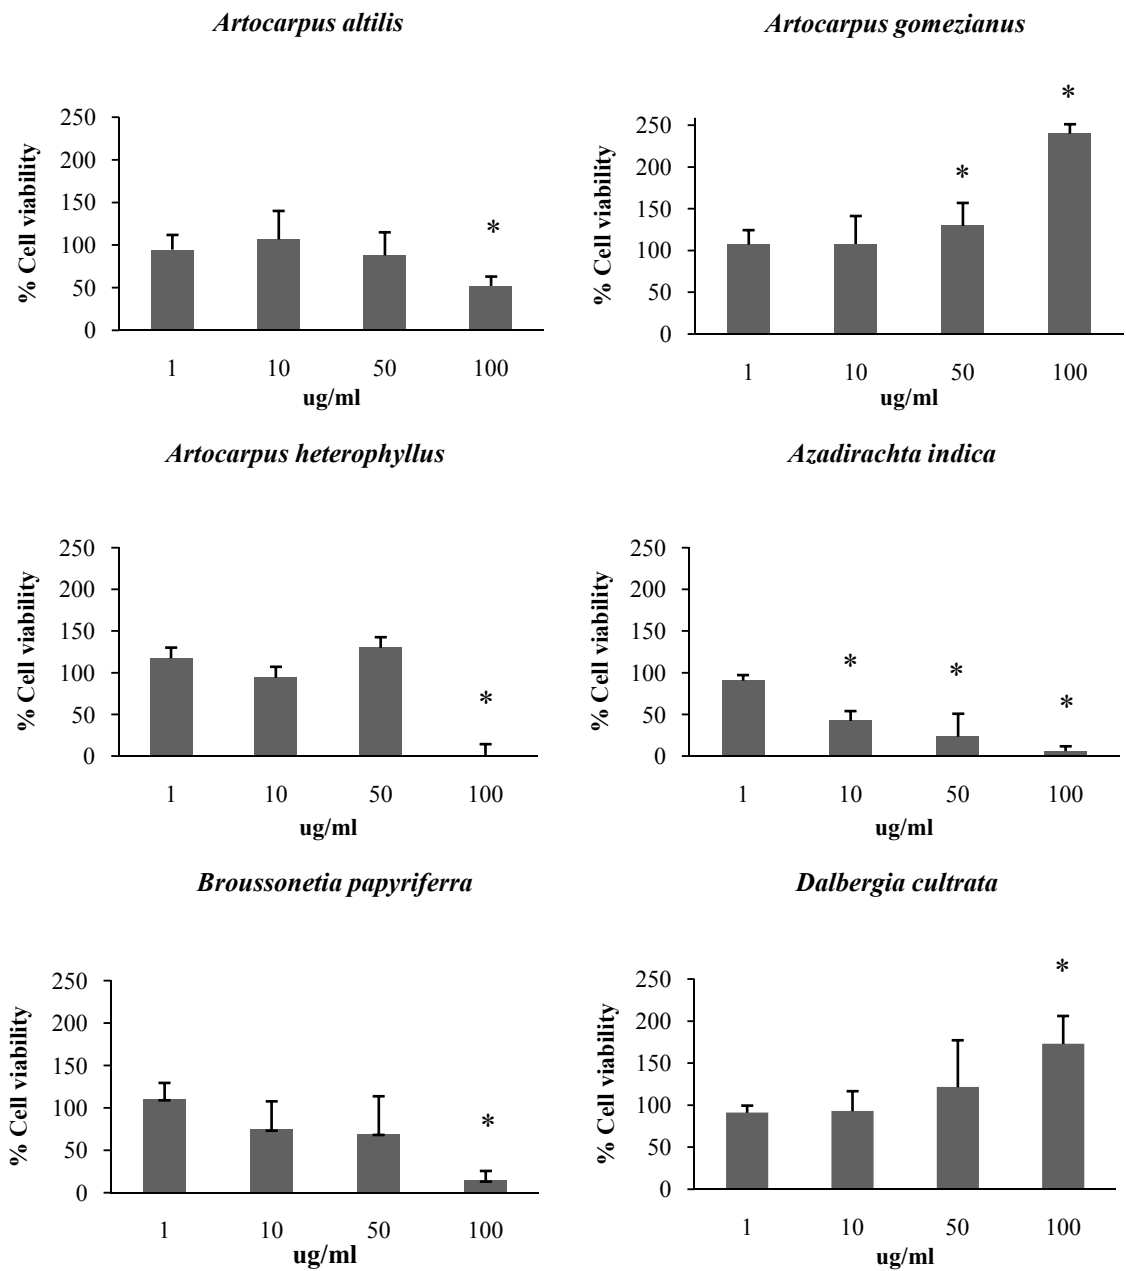 Artocarpus altilis
*
% Cell viability
250
200
150
100
50
0
1 10 50 100
ug/ml
Artocarpus gomezianus
*
*
% Cell viability
250
200
150
100
50
0
1 10 50 100
ug/ml
Artocarpus heterophyllus
*
% Cell viability
250
200
150
100
50
0
1 10 50 100
ug/ml
Azadirachta indica
* * *
% Cell viability
250
200
150
100
50
0
1 10 50 100
ug/ml
Broussonetia papyriferra
*
% Cell viability
250
200
150
100
50
0
1 10 50 100
ug/ml
Dalbergia cultrata
*
% Cell viability
250
200
150
100
50
0
1 10 50 100
ug/ml